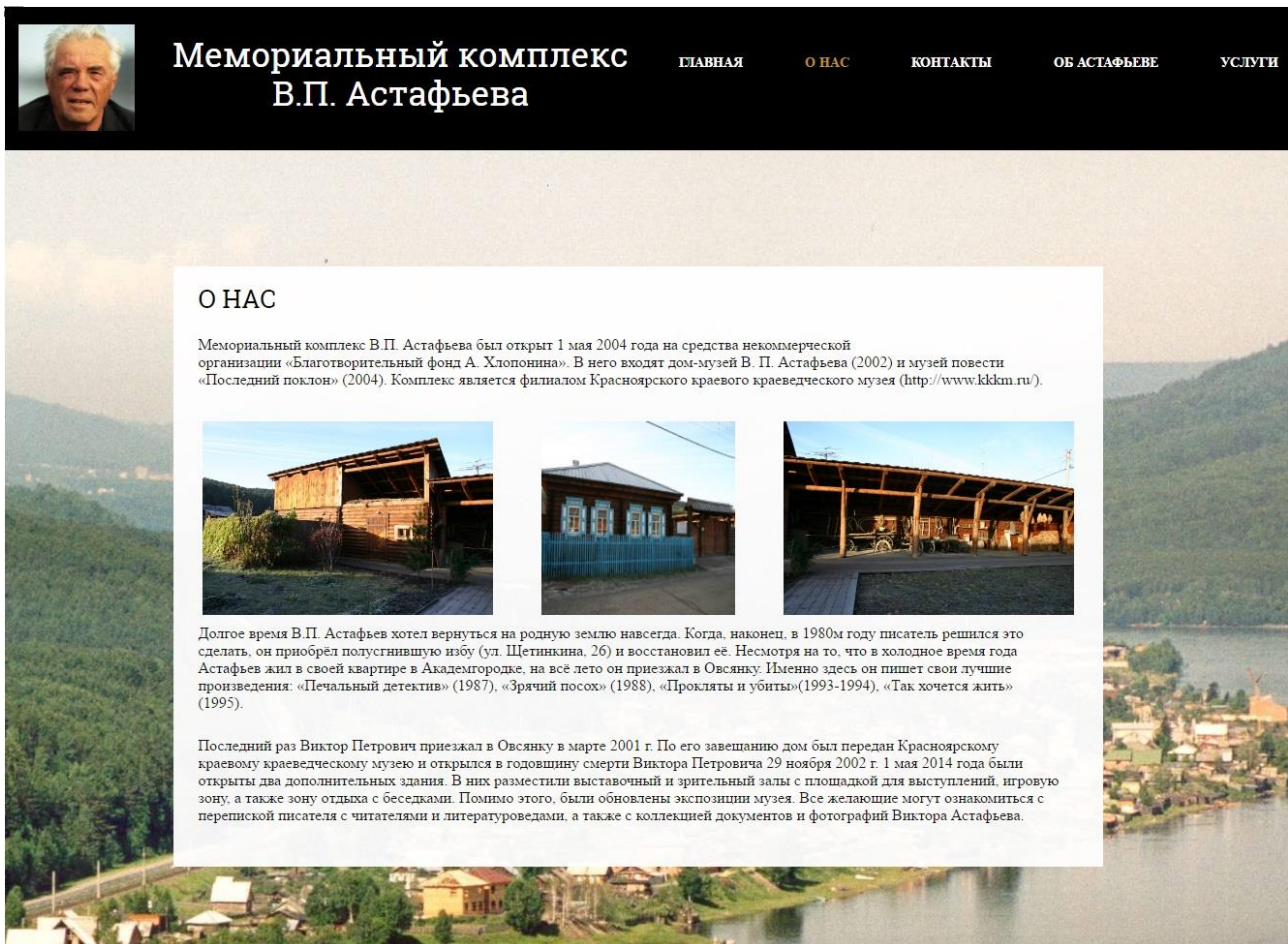 Мемориальный комплекс
В.П. Астафьева
ГЛАВНАЯ
О НАС
КОНТАКТЫ
ОБ АСТАФЬЕВЕ
УСЛУГИ
О НАС
Мемориальный комплекс В.П. Астафьева был открыт 1 мая 2004 года на средства некоммерческой
организации «Благотворительный фонд А. Хлопонина». В него входят дом-музей В. П. Астафьева (2002) и музей повести
«Последний поклон» (2004). Комплекс является филиалом Красноярского краевого краеведческого музея (http://www.kkkm.ru/).
Долгое время В.П. Астафьев хотел вернуться на родную землю навсегда. Когда, наконец, в 1980м году писатель решился это
сделать, он приобрёл полусгнившую избу (ул. Щетинкина, 26) и восстановил её. Несмотря на то, что в холодное время года
Астафьев жил в своей квартире в Академгородке, на всё лето он приезжал в Овсянку. Именно здесь он пишет свои лучшие
произведения: «Печальный детектив» (1987), «Зрячий посох» (1988), «Прокляты и убиты»(1993-1994), «Так хочется жить»
(1995).
Последний раз Виктор Петрович приезжал в Овсянку в марте 2001 г. По его завещанию дом был передан Красноярскому
краевому краеведческому музею и открылся в годовщину смерти Виктора Петровича 29 ноября 2002 г. 1 мая 2014 года были
открыты два дополнительных здания. В них разместили выставочный и зрительный залы с площадкой для выступлений, игровую
зону, а также зону отдыха с беседками. Помимо этого, были обновлены экспозиции музея. Все желающие могут ознакомиться с
перепиской писателя с читателями и литературоведами, а также с коллекцией документов и фотографий Виктора Астафьева.